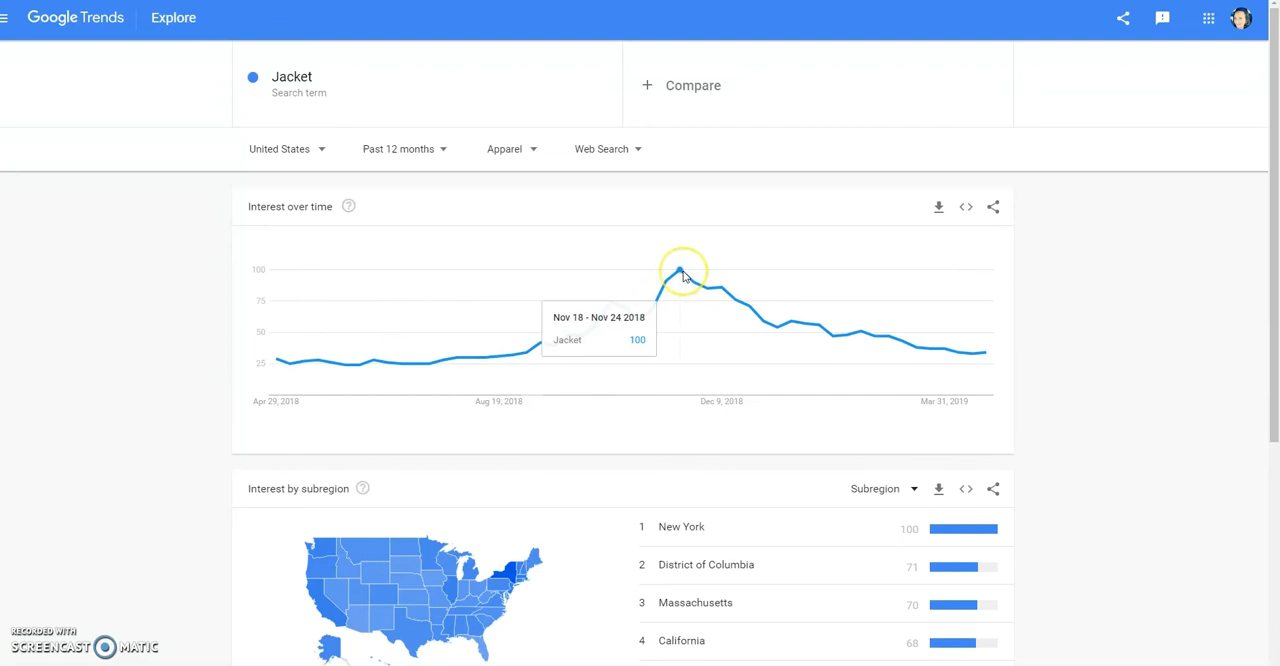 Google Trends Explore
Jacket
Search term
+ Compare
United States Past 12 months Apparel Web Search
Interest over time ?
100
75
50
25
Nov 18 - Nov 24 2018
Jacket 100
Apr 29, 2018 Aug 19, 2018 Dec 9, 2018 Mar 31, 2019
Interest by subregion ? Subregion
1 New York 100
2 District of Columbia 71
3 Massachusetts 70
4 California 68
RECORDED WITH
SCREENCAST MATIC